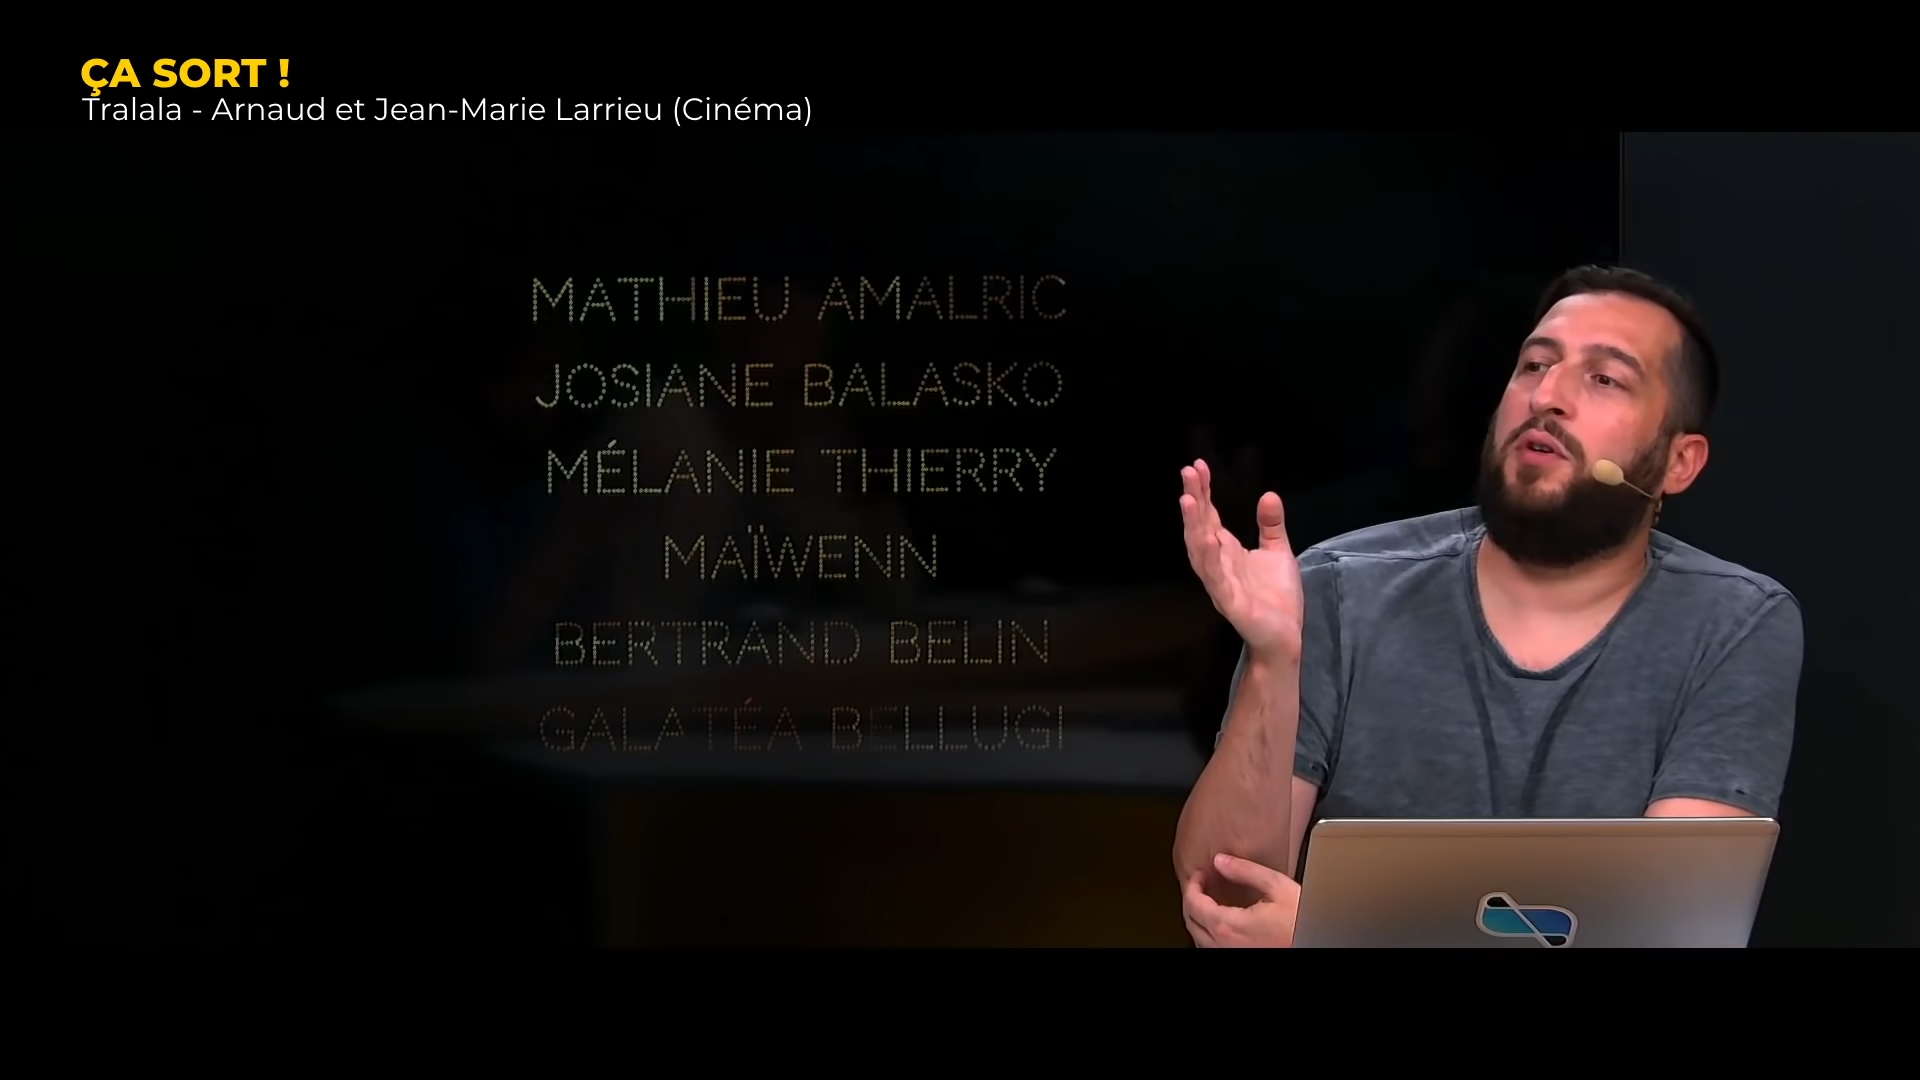 ÇA SORT !
Tralala - Arnaud et Jean-Marie Larrieu (Cinéma)
MATHIEU AMALRIC
JOSIANE BALASKO
MÉLANIE THIERRY
MAÏWENN
BERTRAND BELIN
GALATÉA BELLUGI